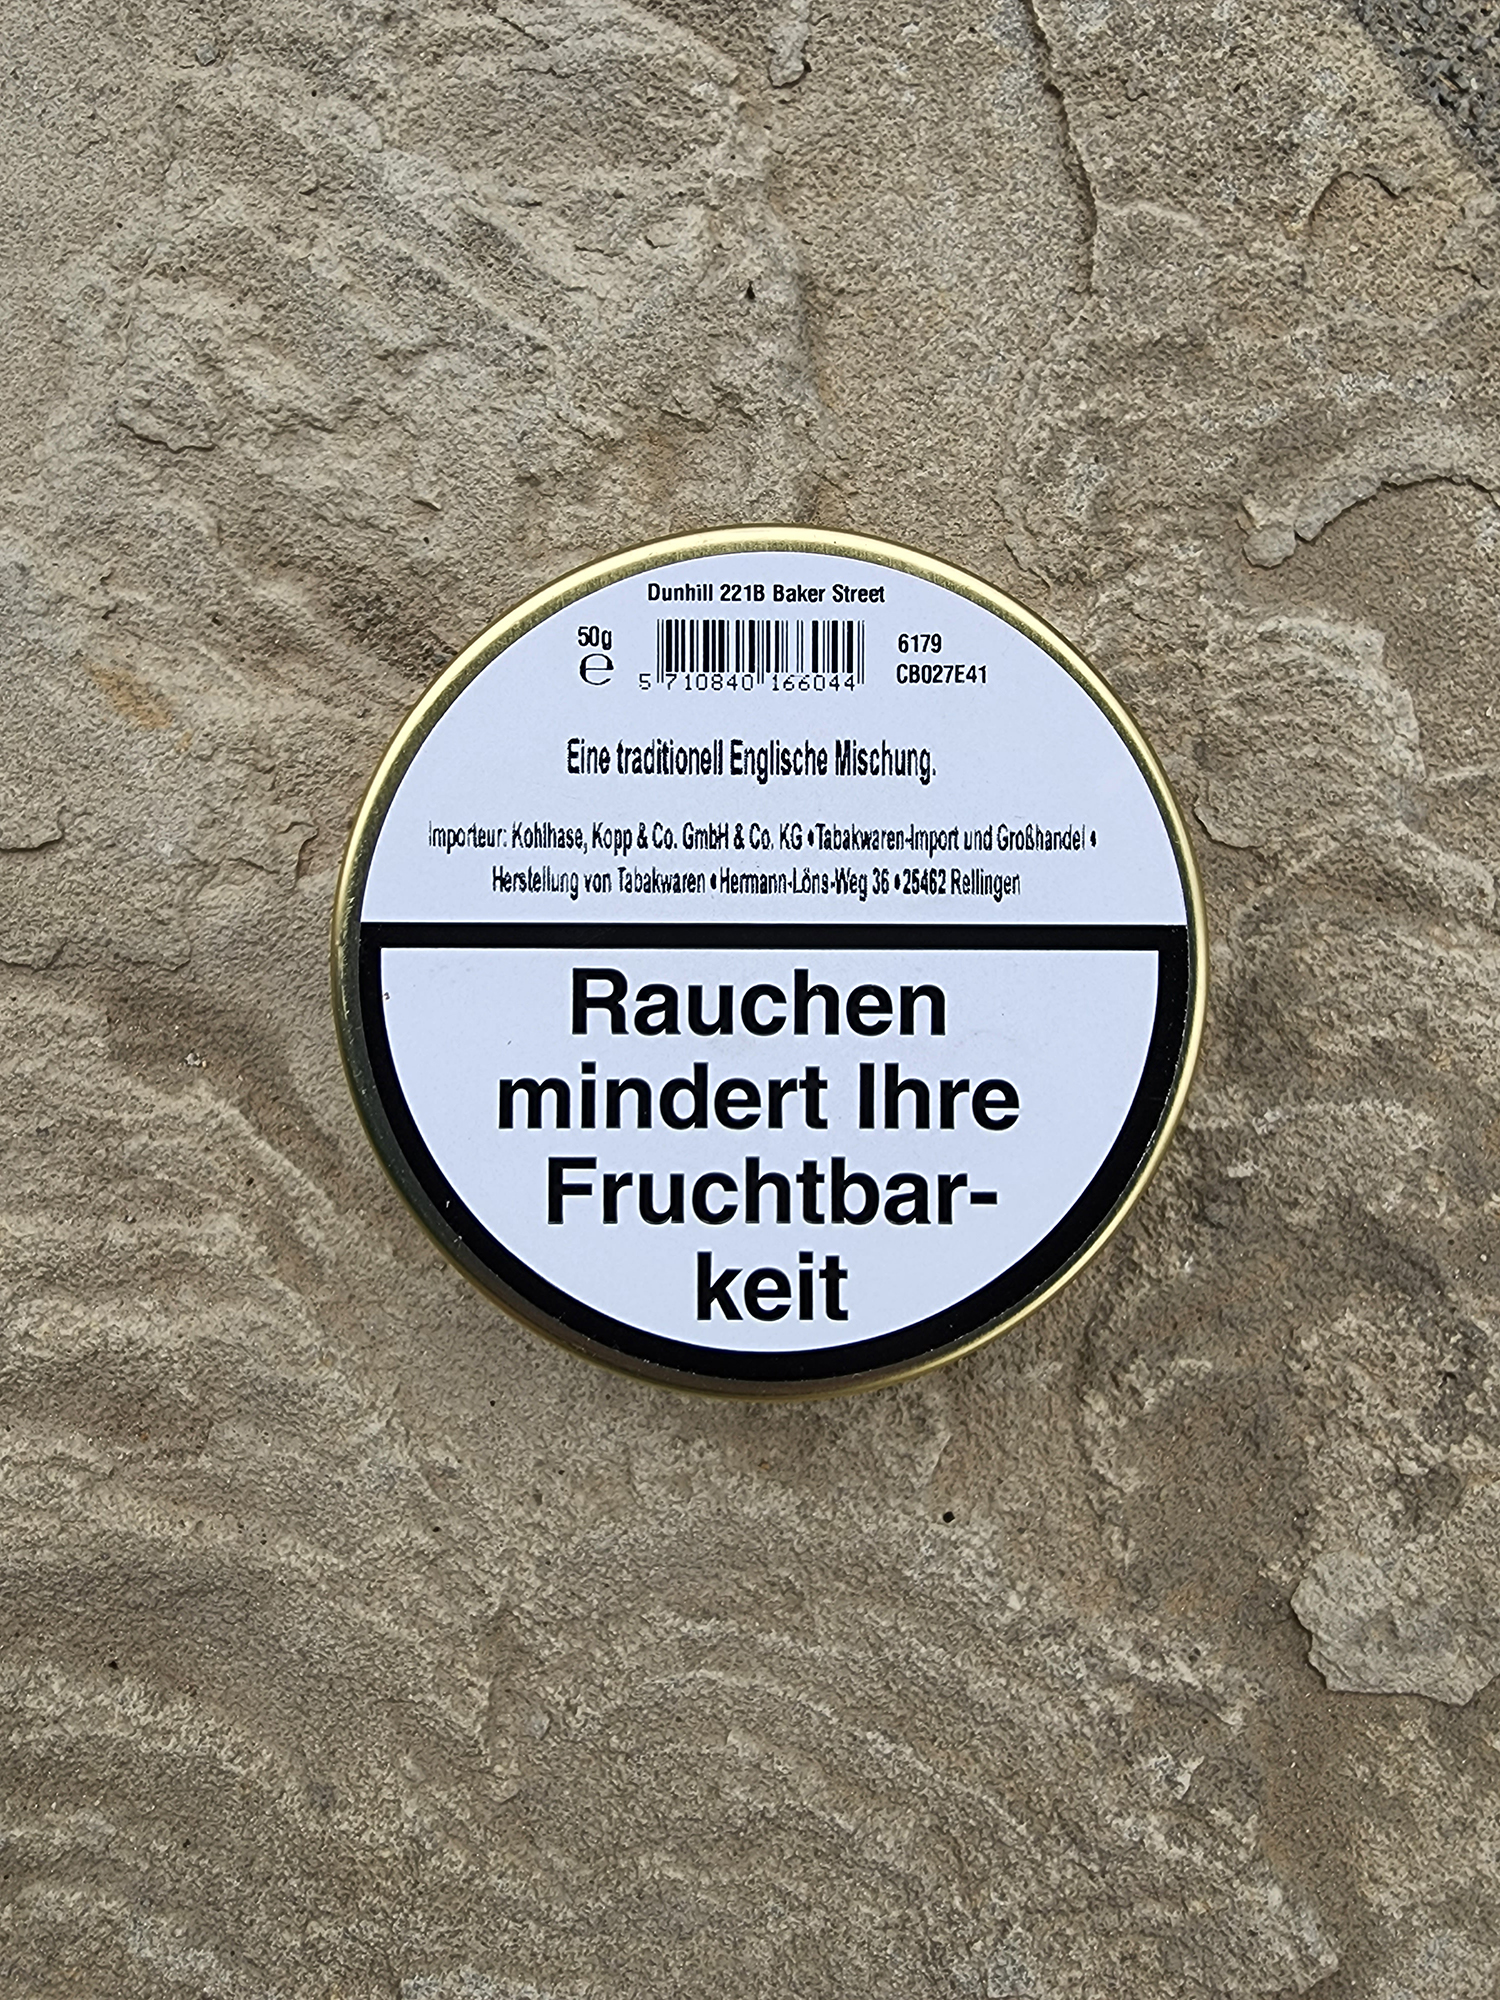 Dunhill 221B Baker Street
50g
℮
5 710840 166044
6179
CB027E41
Eine traditionell Englische Mischung.
Importeur: Kohlhase, Kopp & Co. GmbH & Co. KG • Tabakwaren-Import und Großhandel •
Herstellung von Tabakwaren • Hermann-Löns-Weg 36 • 25462 Rellingen
Rauchen
mindert Ihre
Fruchtbar-
keit